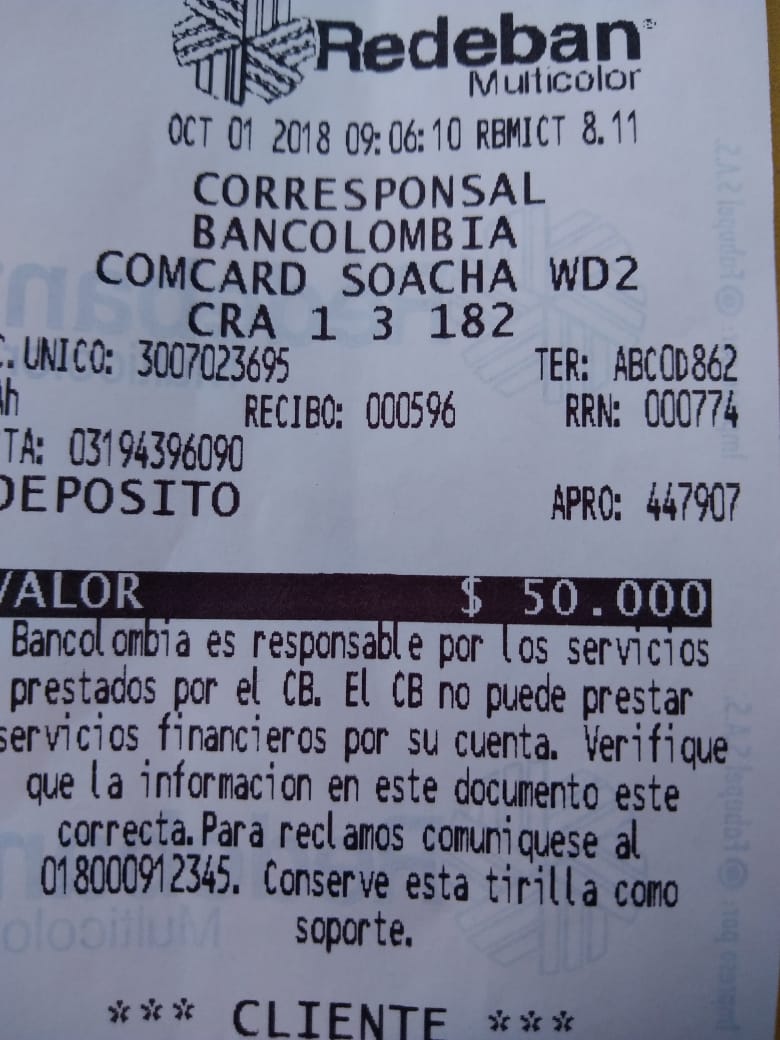 Redeban®
Multicolor
OCT 01 2018 09:06:10 RBMICT 8.11
CORRESPONSAL
BANCOLOMBIA
COMCARD SOACHA WD2
CRA 1 3 182
C.UNICO: 3007023695 TER: ABCOD862
Ah RECIBO: 000596 RRN: 000774
TA: 03194396090
DEPOSITO APRO: 447907
VALOR $ 50.000
Bancolombia es responsable por los servicios
prestados por el CB. El CB no puede prestar
servicios financieros por su cuenta. Verifique
que la informacion en este documento este
correcta.Para reclamos comuniquese al
018000912345. Conserve esta tirilla como
soporte.
*** CLIENTE ***